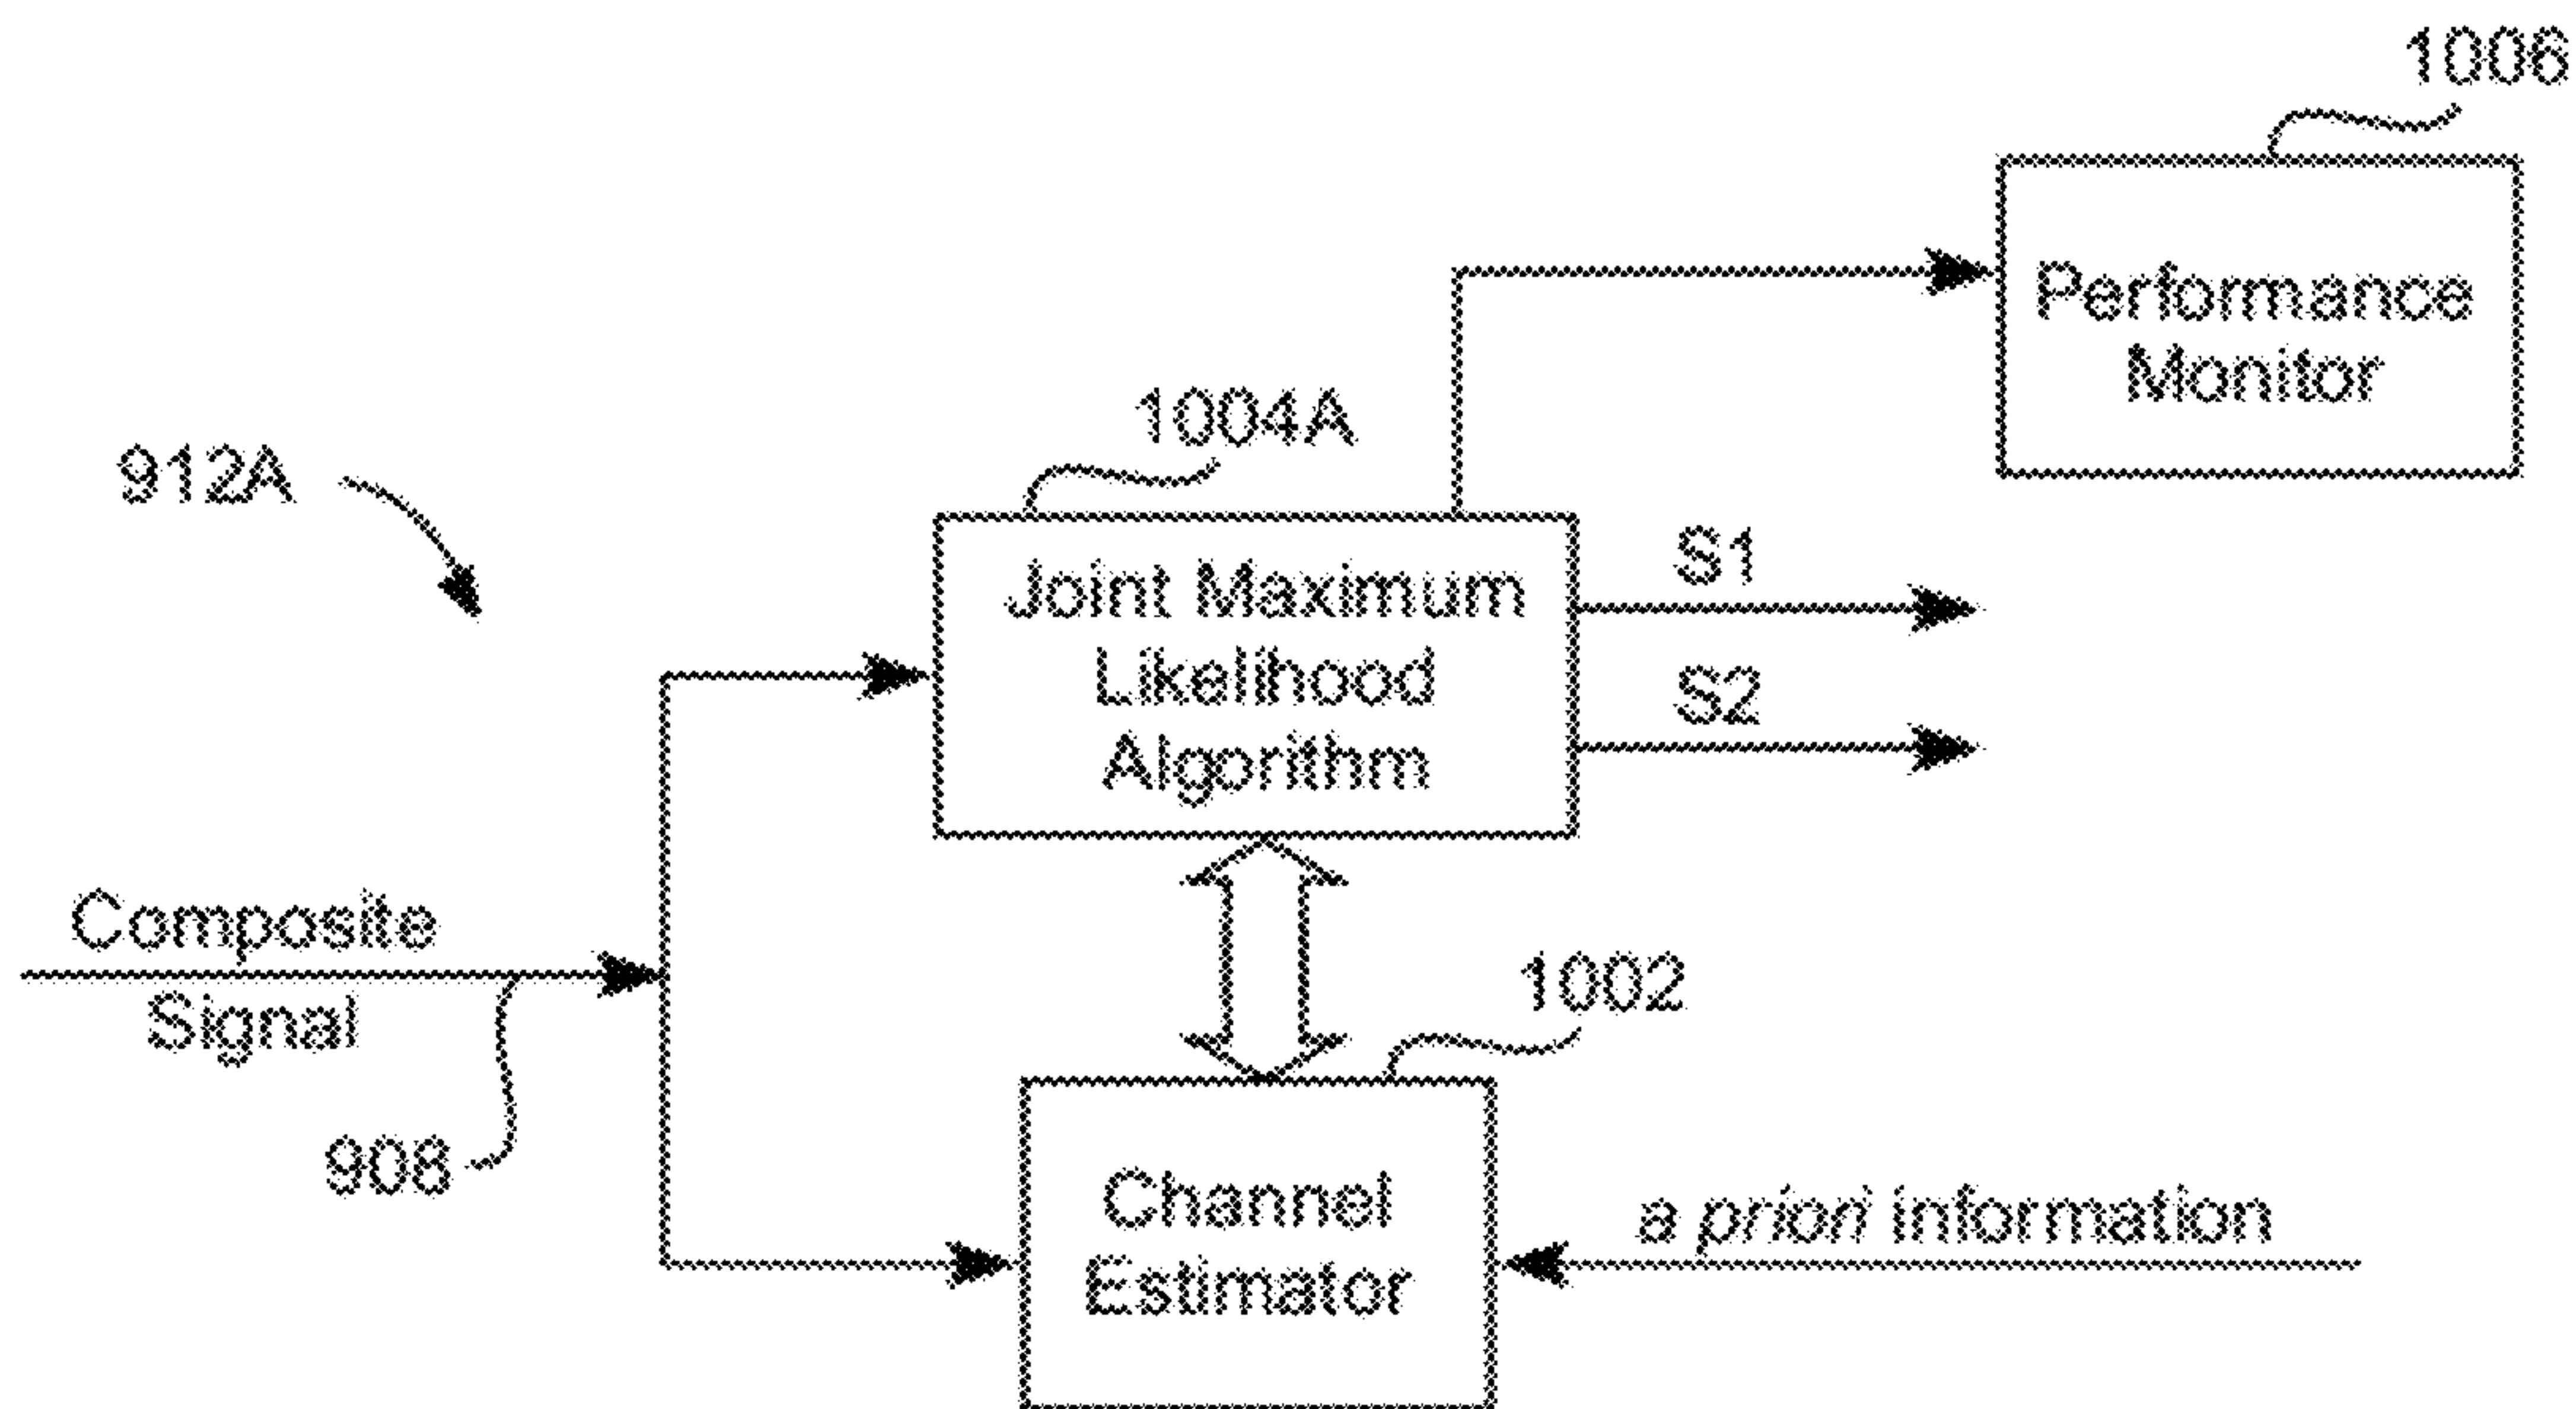 1006
Performance
Monitor
1004A
912A
Joint Maximum
Likelihood
Algorithm
S1
S2
Composite
Signal
908
1002
Channel
Estimator
a priori information